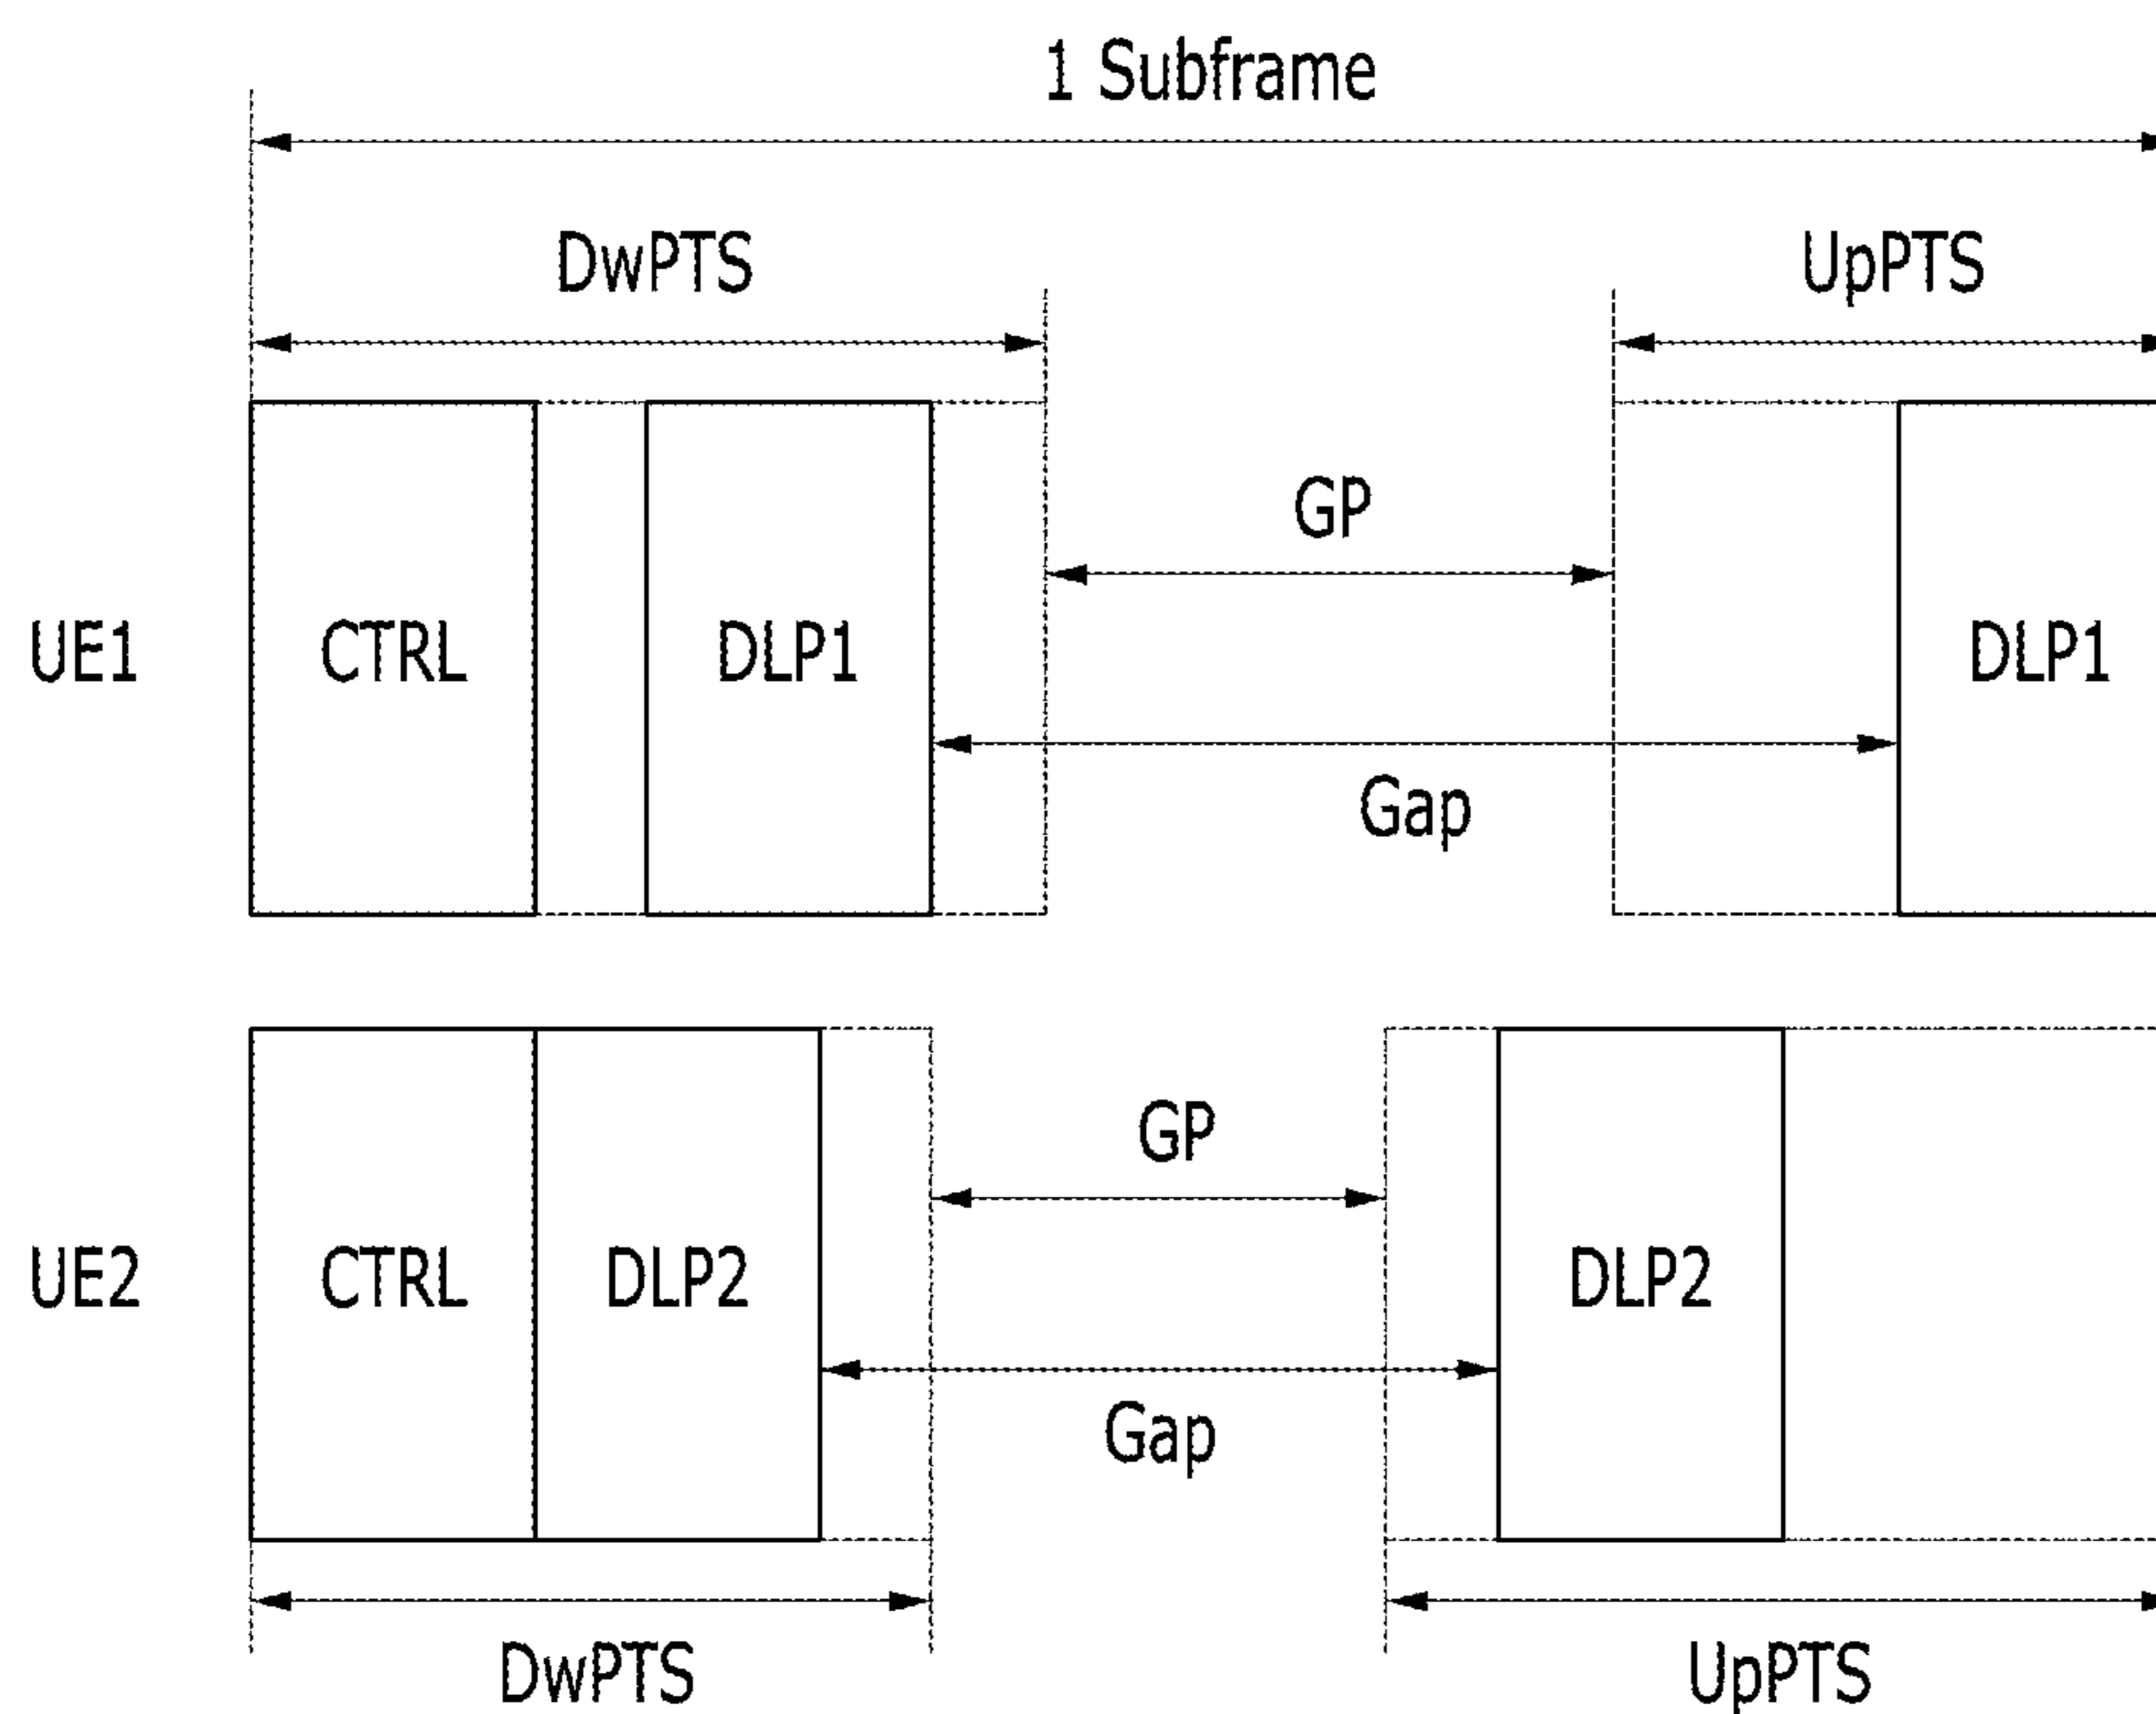 1 Subframe
DwPTS
UpPTS
GP
UE1
CTRL
DLP1
DLP1
Gap
GP
UE2
CTRL
DLP2
DLP2
Gap
DwPTS
UpPTS